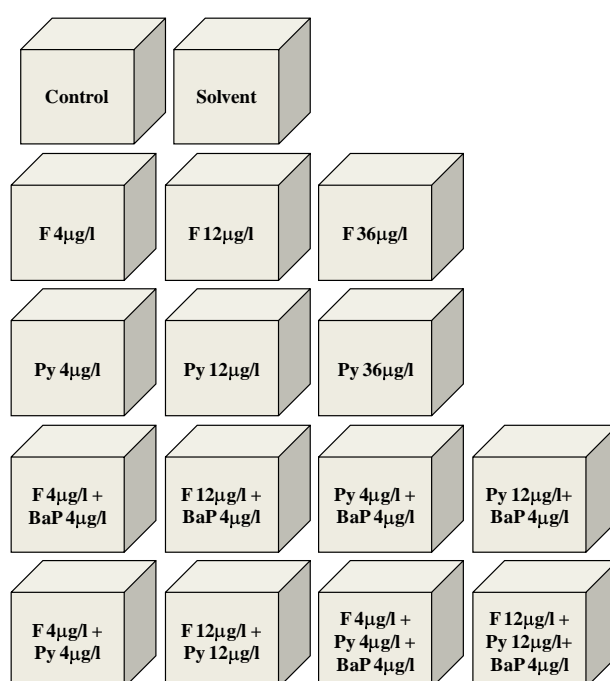 Control
Solvent
F 4μg/l
F 12μg/l
F 36μg/l
Py 4μg/l
Py 12μg/l
Py 36μg/l
F 4μg/l +
BaP 4μg/l
F 12μg/l +
BaP 4μg/l
Py 4μg/l +
BaP 4μg/l
Py 12μg/l+
BaP 4μg/l
F 4μg/l +
Py 4μg/l
F 12μg/l +
Py 12μg/l
F 4μg/l +
Py 4μg/l +
BaP 4μg/l
F 12μg/l +
Py 12μg/l+
BaP 4μg/l